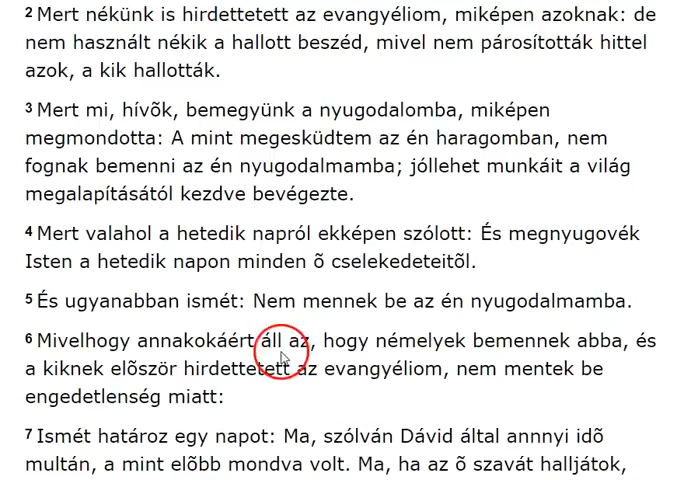 2 Mert nékünk is hirdettetett az evangyéliom, miképen azoknak: de
nem használt nékik a hallott beszéd, mivel nem párosították hittel
azok, a kik hallották.
3 Mert mi, hívõk, bemegyünk a nyugodalomba, miképen
megmondotta: A mint megesküdtem az én haragomban, nem
fognak bemenni az én nyugodalmamba; jóllehet munkáit a világ
megalapításától kezdve bevégezte.
4 Mert valahol a hetedik napról ekképen szólott: És megnyugovék
Isten a hetedik napon minden õ cselekedeteitõl.
5 És ugyanabban ismét: Nem mennek be az én nyugodalmamba.
6 Mivelhogy annakokáért áll az, hogy némelyek bemennek abba, és
a kiknek elõször hirdettetett az evangyéliom, nem mentek be
engedetlenség miatt:
7 Ismét határoz egy napot: Ma, szólván Dávid által annnyi idõ
multán, a mint elõbb mondva volt. Ma, ha az õ szavát halljátok,